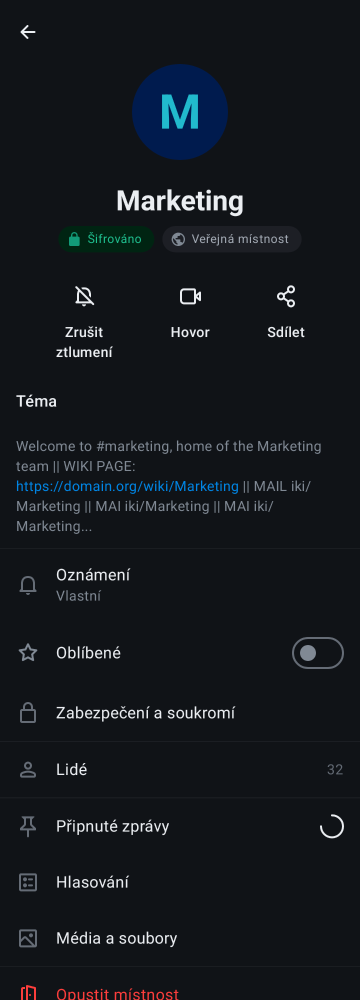 M
Marketing
Šifrováno
Veřejná místnost
Zrušit
ztlumení
Hovor
Sdílet
Téma
Welcome to #marketing, home of the Marketing
team || WIKI PAGE:
https://domain.org/wiki/Marketing || MAIL iki/
Marketing || MAI iki/Marketing || MAI iki/
Marketing...
Oznámení
Vlastní
Oblíbené
Zabezpečení a soukromí
Lidé 32
Připnuté zprávy
Hlasování
Média a soubory
Opustit místnost